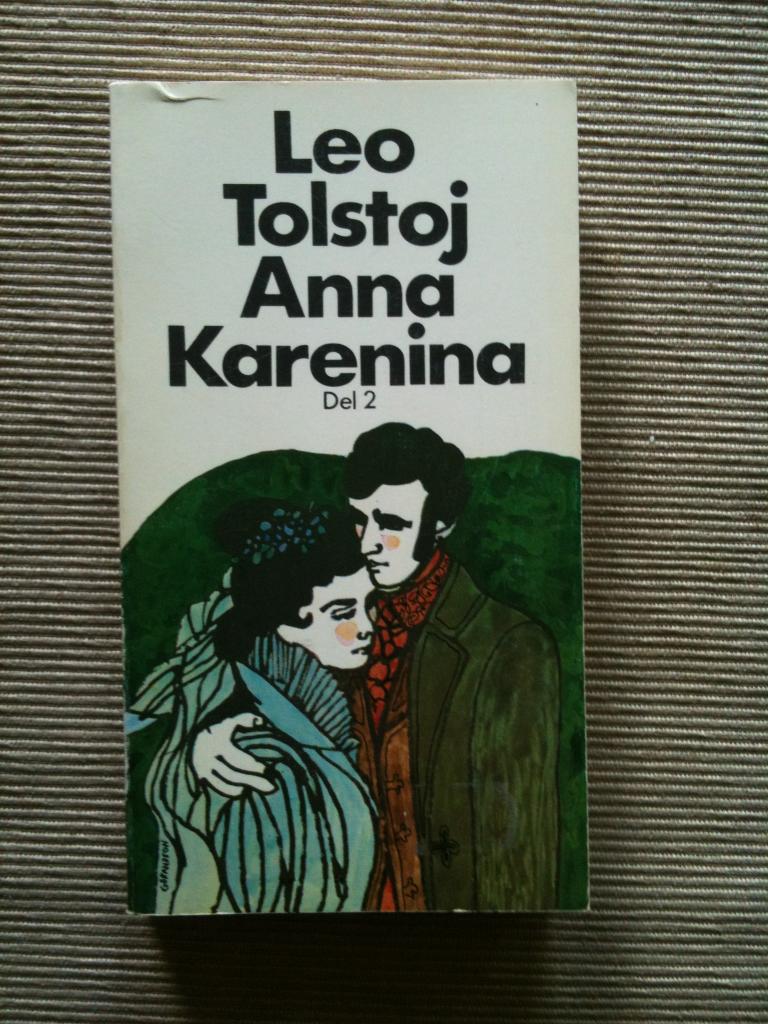 Leo
Tolstoj
Anna
Karenina
Del 2